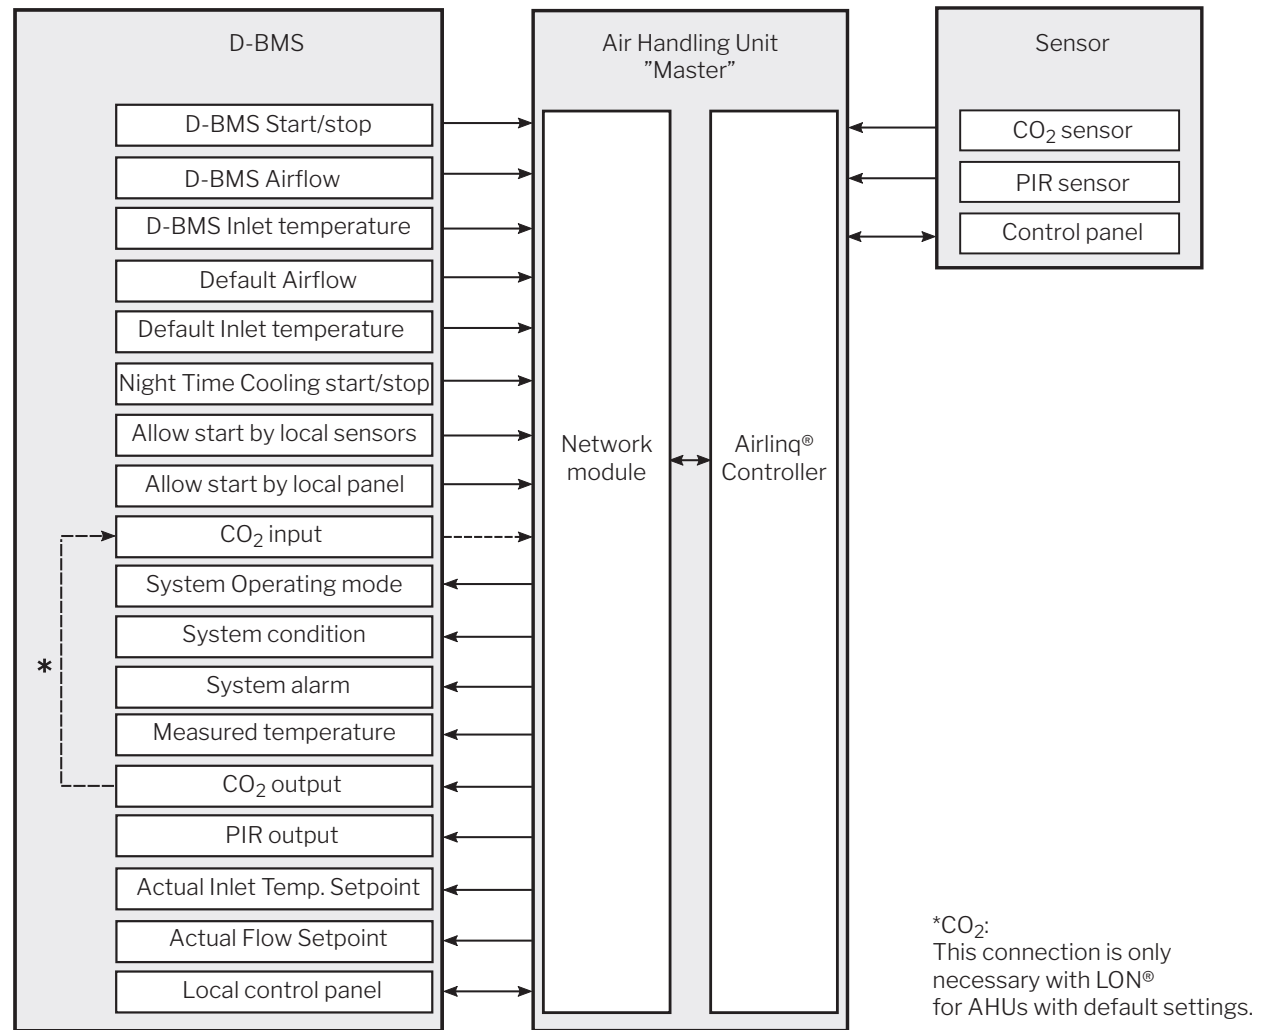 D-BMS
D-BMS Start/stop
D-BMS Airflow
D-BMS Inlet temperature
Default Airflow
Default Inlet temperature
Night Time Cooling start/stop
Allow start by local sensors
Allow start by local panel
CO₂ input
System Operating mode
System condition
System alarm
Measured temperature
CO₂ output
PIR output
Actual Inlet Temp. Setpoint
Actual Flow Setpoint
Local control panel
*
Air Handling Unit
”Master”
Network
module
Airlinq®
Controller
Sensor
CO₂ sensor
PIR sensor
Control panel
*CO₂:
This connection is only
necessary with LON®
for AHUs with default settings.